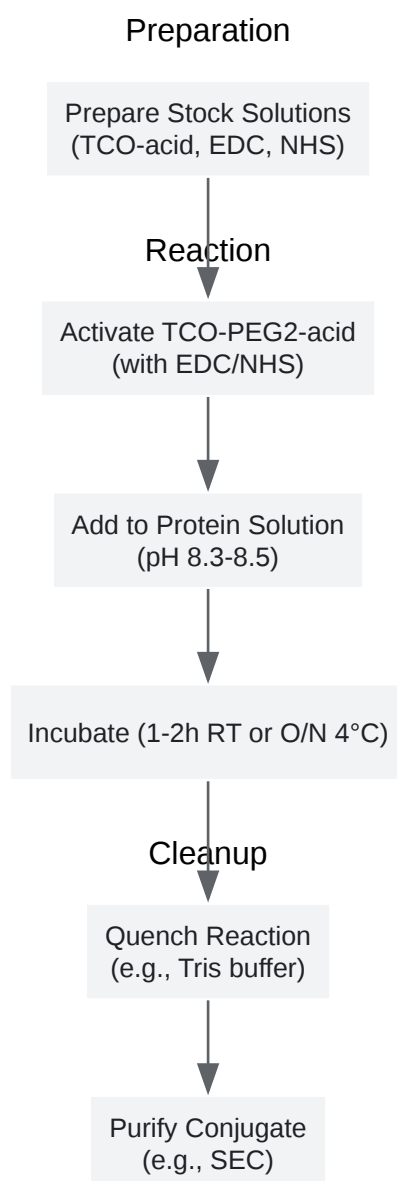 Preparation
Prepare Stock Solutions
(TCO-acid, EDC, NHS)
Reaction
Activate TCO-PEG2-acid
(with EDC/NHS)
Add to Protein Solution
(pH 8.3-8.5)
Incubate (1-2h RT or O/N 4°C)
Cleanup
Quench Reaction
(e.g., Tris buffer)
Purify Conjugate
(e.g., SEC)